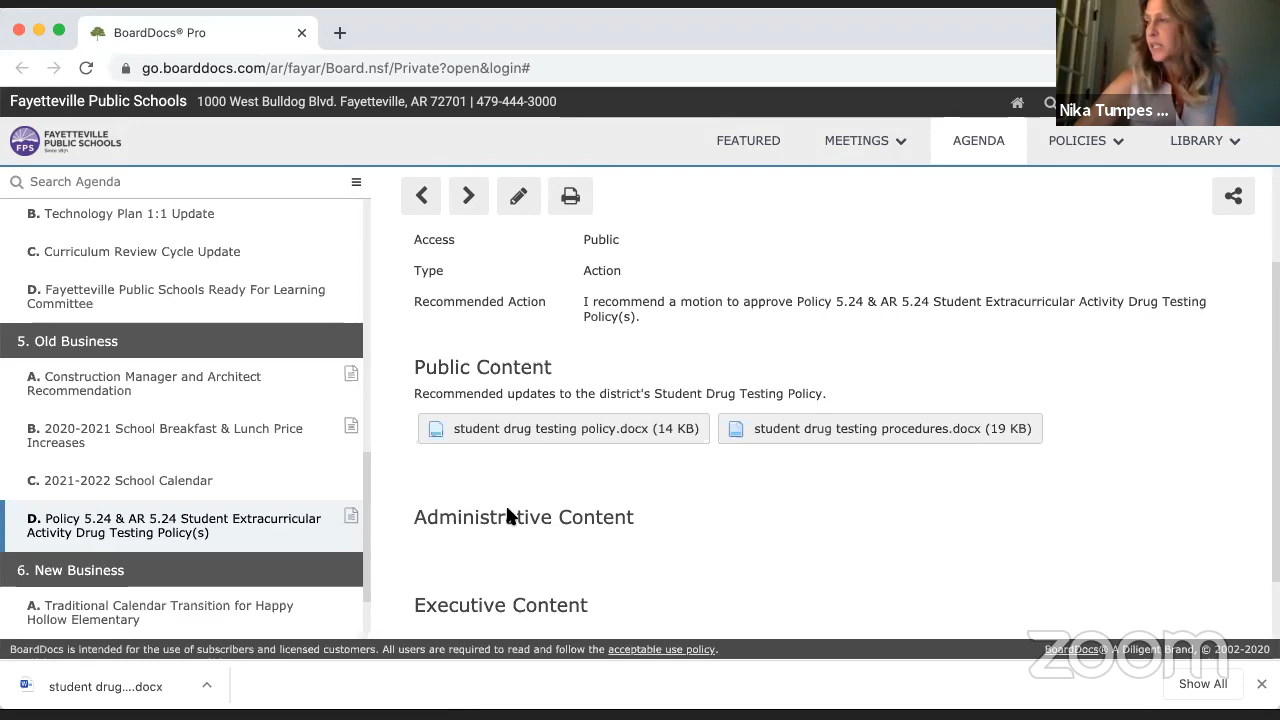 BoardDocs® Pro
go.boarddocs.com/ar/fayar/Board.nsf/Private?open&login#
Nika Tumpes ...
Fayetteville Public Schools 1000 West Bulldog Blvd. Fayetteville, AR 72701 | 479-444-3000
FPS
FAYETTEVILLE
PUBLIC SCHOOLS
Since 1871
FEATURED MEETINGS AGENDA POLICIES LIBRARY
Search Agenda
B. Technology Plan 1:1 Update
C. Curriculum Review Cycle Update
D. Fayetteville Public Schools Ready For Learning
Committee
5. Old Business
A. Construction Manager and Architect
Recommendation
B. 2020-2021 School Breakfast & Lunch Price
Increases
C. 2021-2022 School Calendar
D. Policy 5.24 & AR 5.24 Student Extracurricular
Activity Drug Testing Policy(s)
6. New Business
A. Traditional Calendar Transition for Happy
Hollow Elementary
Access Public
Type Action
Recommended Action I recommend a motion to approve Policy 5.24 & AR 5.24 Student Extracurricular Activity Drug Testing
Policy(s).
Public Content
Recommended updates to the district's Student Drug Testing Policy.
student drug testing policy.docx (14 KB) student drug testing procedures.docx (19 KB)
Administrative Content
Executive Content
BoardDocs is intended for the use of subscribers and licensed customers. All users are required to read and follow the acceptable use policy. BoardDocs® A Diligent Brand, © 2002-2020
zoom
student drug....docx Show All